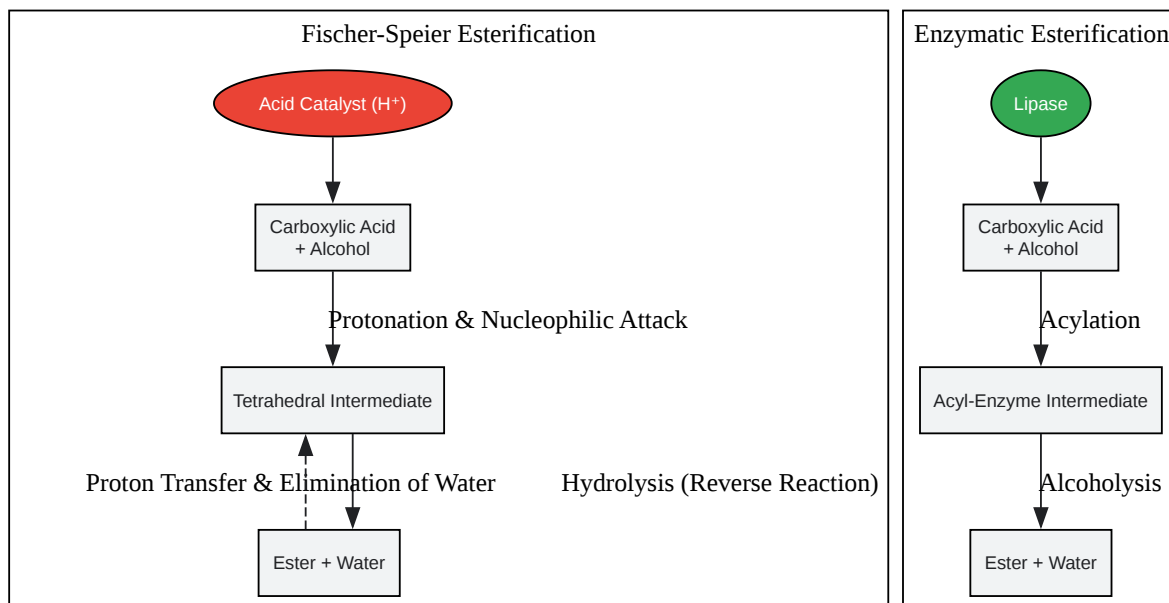 Fischer-Speier Esterification
Acid Catalyst (H⁺)
Carboxylic Acid
+ Alcohol
Protonation & Nucleophilic Attack
Tetrahedral Intermediate
Proton Transfer & Elimination of Water
Hydrolysis (Reverse Reaction)
Ester + Water
Enzymatic Esterification
Lipase
Carboxylic Acid
+ Alcohol
Acylation
Acyl-Enzyme Intermediate
Alcoholysis
Ester + Water